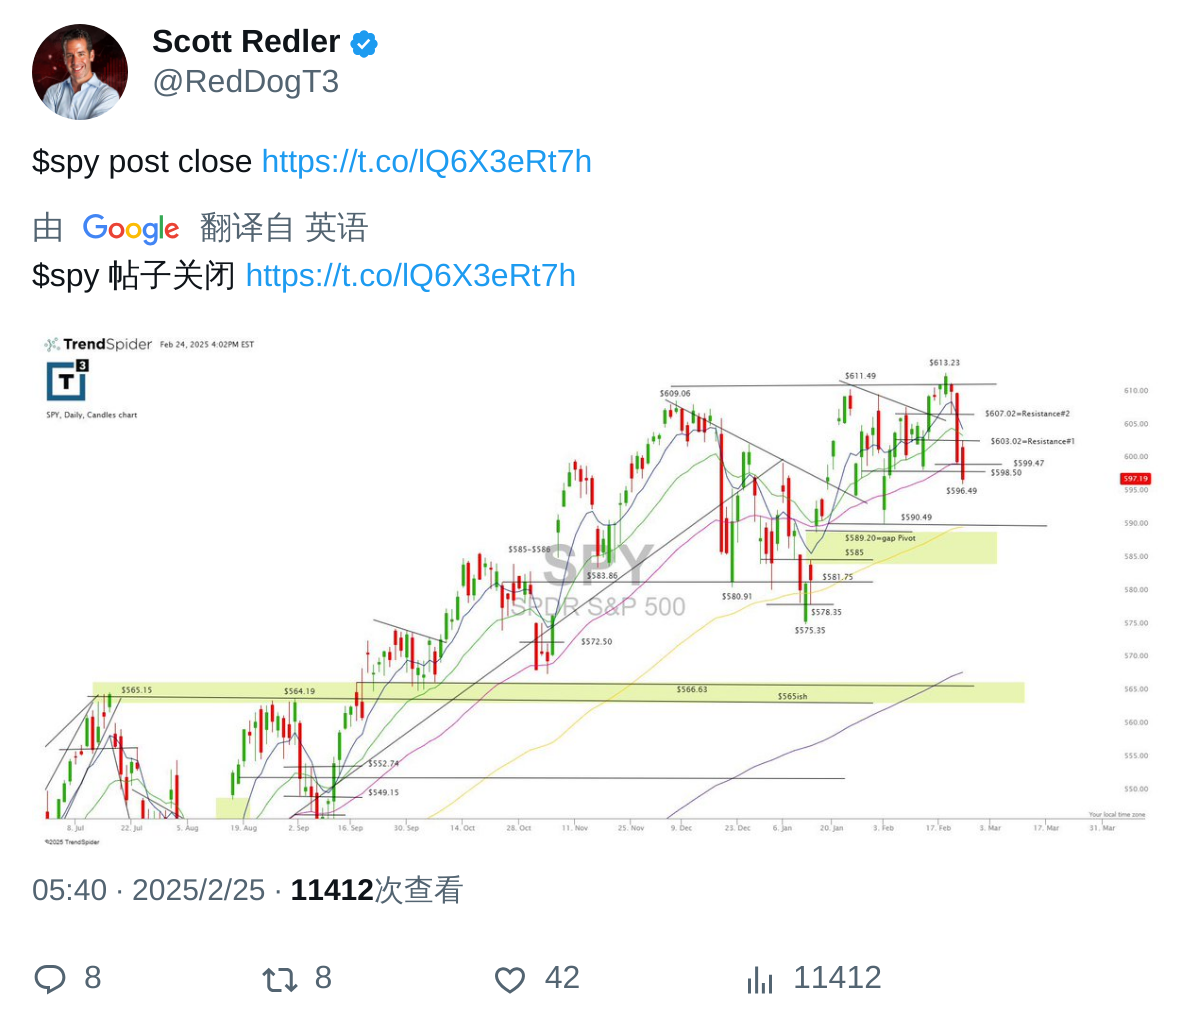 Scott Redler
@RedDogT3
$spy post close https://t.co/lQ6X3eRt7h
由 Google 翻译自 英语
$spy 帖子关闭 https://t.co/lQ6X3eRt7h
TrendSpider Feb 24, 2025 4:02PM EST
T3
SPY, Daily, Candles chart
$613.23
$611.49
$609.06
610.00
$607.02=Resistance#2
605.00
$603.02=Resistance#1
600.00
$599.47
$598.50
597.19
595.00
$596.49
$590.49
590.00
$589.20=gap Pivot
$585-$586
$585
585.00
SPY
$583.86
$581.75
580.00
$580.91
SPDR S&P 500
$578.35
575.00
$575.35
$572.50
570.00
$565.15
$564.19
$566.63
565.00
$565ish
560.00
$552.74
555.00
$549.15
550.00
Your local time zone
8. Jul 22. Jul 5. Aug 19. Aug 2. Sep 16. Sep 30. Sep 14. Oct 28. Oct 11. Nov 25. Nov 9. Dec 23. Dec 6. Jan 20. Jan 3. Feb 17. Feb 3. Mar 17. Mar 31. Mar
©2025 TrendSpider
05:40 · 2025/2/25 · 11412次查看
8 8 42 11412